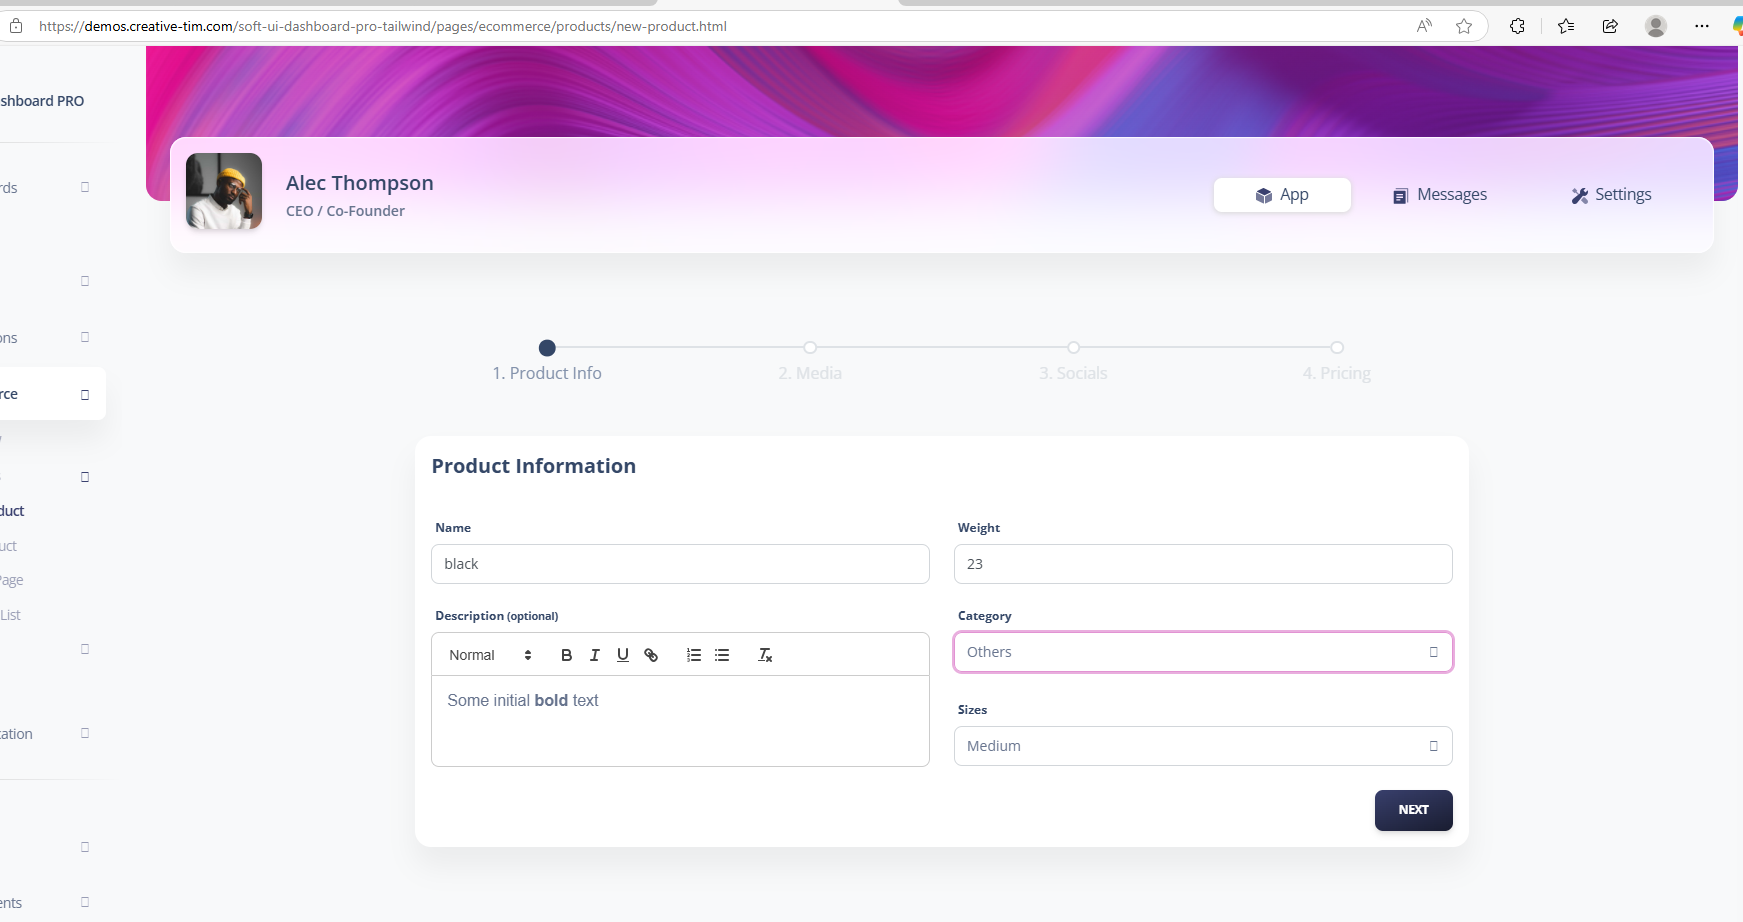 https://demos.creative-tim.com/soft-ui-dashboard-pro-tailwind/pages/ecommerce/products/new-product.html
shboard PRO
Alec Thompson
CEO / Co-Founder
App
Messages
Settings
rds
ons
rce
duct
uct
Page
List
ation
ents
1. Product Info
2. Media
3. Socials
4. Pricing
Product Information
Name
Weight
black
23
Description (optional)
Category
Normal
Others
Some initial bold text
Sizes
Medium
NEXT